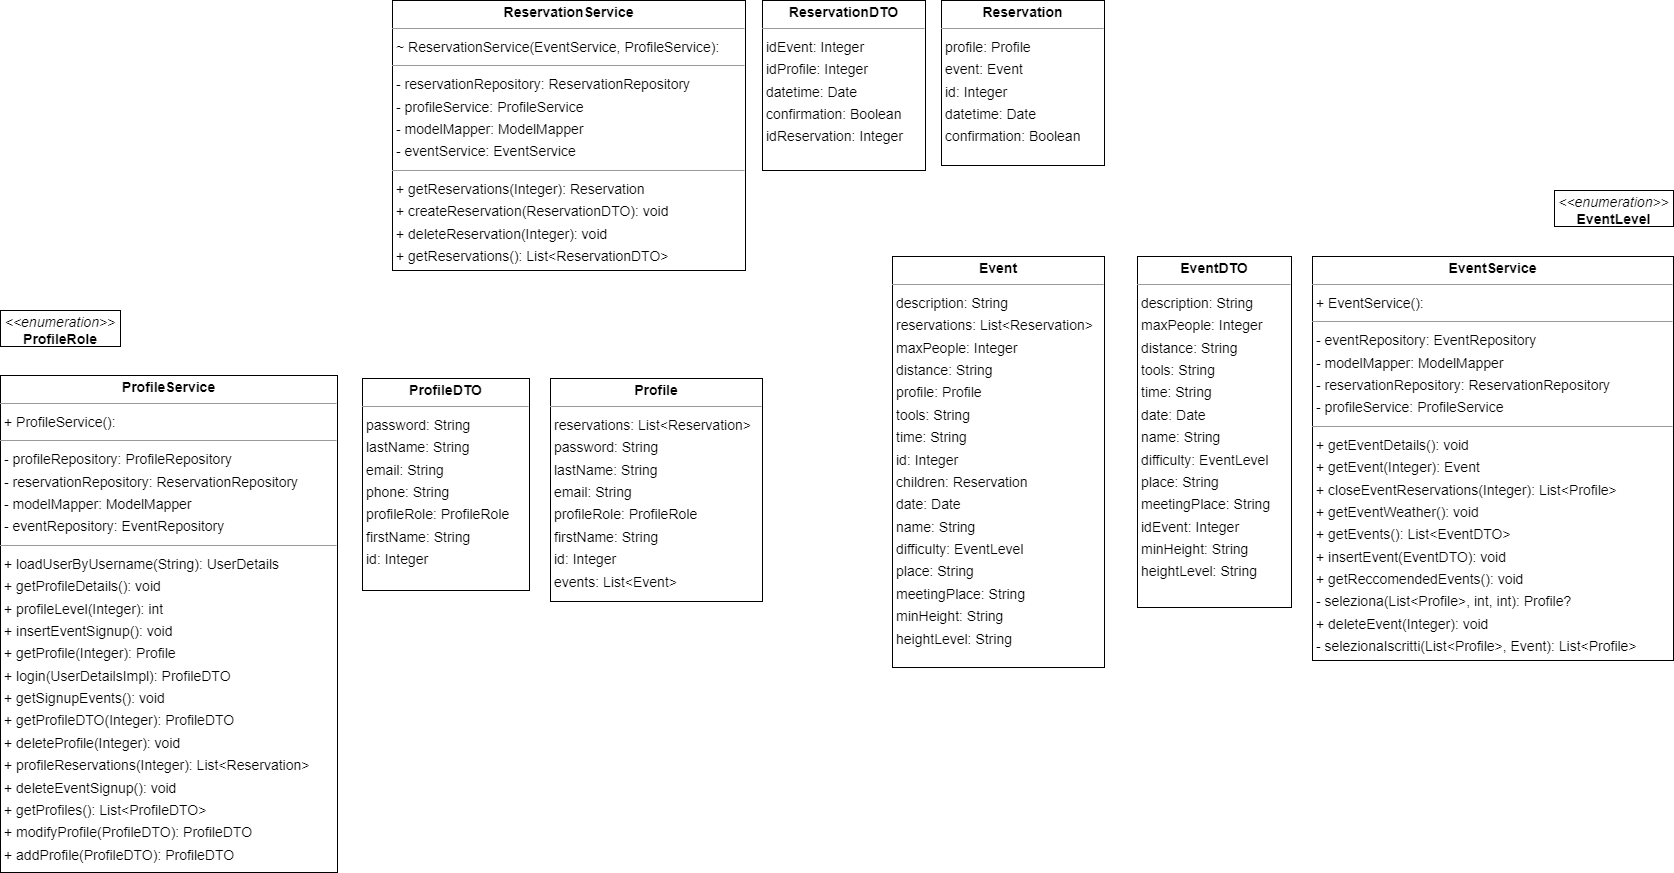 ReservationService
~ ReservationService(EventService, ProfileService):
- reservationRepository: ReservationRepository
- profileService: ProfileService
- modelMapper: ModelMapper
- eventService: EventService
+ getReservations(Integer): Reservation
+ createReservation(ReservationDTO): void
+ deleteReservation(Integer): void
+ getReservations(): List<ReservationDTO>
ReservationDTO
idEvent: Integer
idProfile: Integer
datetime: Date
confirmation: Boolean
idReservation: Integer
Reservation
profile: Profile
event: Event
id: Integer
datetime: Date
confirmation: Boolean
<<enumeration>>
EventLevel
<<enumeration>>
ProfileRole
ProfileService
+ ProfileService():
- profileRepository: ProfileRepository
- reservationRepository: ReservationRepository
- modelMapper: ModelMapper
- eventRepository: EventRepository
+ loadUserByUsername(String): UserDetails
+ getProfileDetails(): void
+ profileLevel(Integer): int
+ insertEventSignup(): void
+ getProfile(Integer): Profile
+ login(UserDetailsImpl): ProfileDTO
+ getSignupEvents(): void
+ getProfileDTO(Integer): ProfileDTO
+ deleteProfile(Integer): void
+ profileReservations(Integer): List<Reservation>
+ deleteEventSignup(): void
+ getProfiles(): List<ProfileDTO>
+ modifyProfile(ProfileDTO): ProfileDTO
+ addProfile(ProfileDTO): ProfileDTO
ProfileDTO
password: String
lastName: String
email: String
phone: String
profileRole: ProfileRole
firstName: String
id: Integer
Profile
reservations: List<Reservation>
password: String
lastName: String
email: String
profileRole: ProfileRole
firstName: String
id: Integer
events: List<Event>
Event
description: String
reservations: List<Reservation>
maxPeople: Integer
distance: String
profile: Profile
tools: String
time: String
id: Integer
children: Reservation
date: Date
name: String
difficulty: EventLevel
place: String
meetingPlace: String
minHeight: String
heightLevel: String
EventDTO
description: String
maxPeople: Integer
distance: String
tools: String
time: String
date: Date
name: String
difficulty: EventLevel
place: String
meetingPlace: String
idEvent: Integer
minHeight: String
heightLevel: String
EventService
+ EventService():
- eventRepository: EventRepository
- modelMapper: ModelMapper
- reservationRepository: ReservationRepository
- profileService: ProfileService
+ getEventDetails(): void
+ getEvent(Integer): Event
+ closeEventReservations(Integer): List<Profile>
+ getEventWeather(): void
+ getEvents(): List<EventDTO>
+ insertEvent(EventDTO): void
+ getReccomendedEvents(): void
- seleziona(List<Profile>, int, int): Profile?
+ deleteEvent(Integer): void
- selezionaIscritti(List<Profile>, Event): List<Profile>